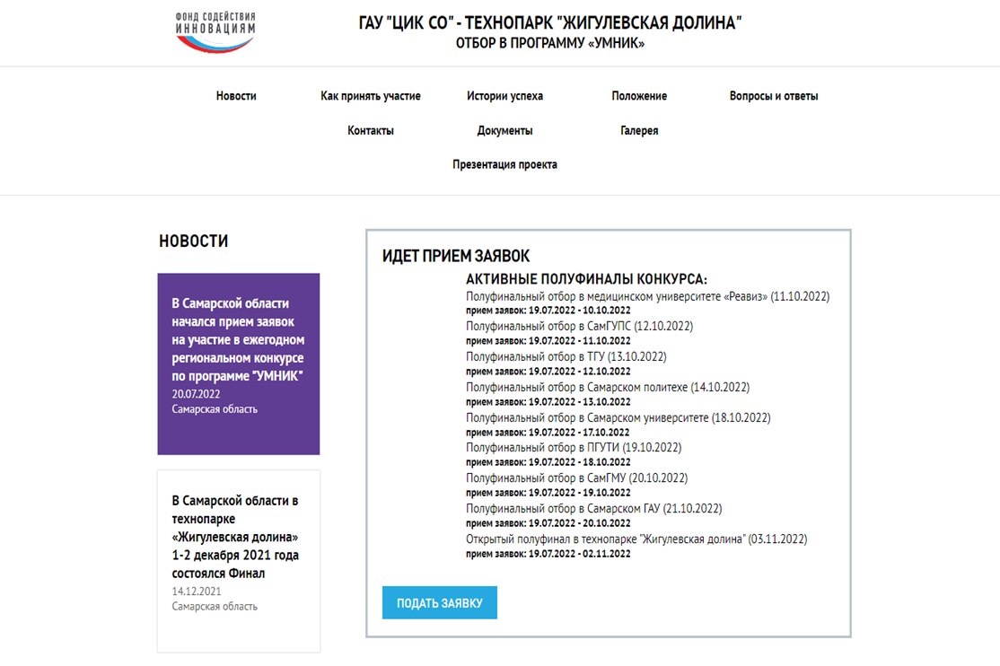 ФОНД СОДЕЙСТВИЯ
ИННОВАЦИЯМ
ГАУ "ЦИК СО" - ТЕХНОПАРК "ЖИГУЛЕВСКАЯ ДОЛИНА"
ОТБОР В ПРОГРАММУ «УМНИК»
Новости Как принять участие Истории успеха Положение Вопросы и ответы
Контакты Документы Галерея
Презентация проекта
НОВОСТИ
В Самарской области
начался прием заявок
на участие в ежегодном
региональном конкурсе
по программе "УМНИК"
20.07.2022
Самарская область
В Самарской области в
технопарке
«Жигулевская долина»
1-2 декабря 2021 года
состоялся Финал
14.12.2021
Самарская область
ИДЕТ ПРИЕМ ЗАЯВОК
АКТИВНЫЕ ПОЛУФИНАЛЫ КОНКУРСА:
Полуфинальный отбор в медицинском университете «Реавиз» (11.10.2022)
прием заявок: 19.07.2022 - 10.10.2022
Полуфинальный отбор в СамГУПС (12.10.2022)
прием заявок: 19.07.2022 - 11.10.2022
Полуфинальный отбор в ТГУ (13.10.2022)
прием заявок: 19.07.2022 - 12.10.2022
Полуфинальный отбор в Самарском политехе (14.10.2022)
прием заявок: 19.07.2022 - 13.10.2022
Полуфинальный отбор в Самарском университете (18.10.2022)
прием заявок: 19.07.2022 - 17.10.2022
Полуфинальный отбор в ПГУТИ (19.10.2022)
прием заявок: 19.07.2022 - 18.10.2022
Полуфинальный отбор в СамГМУ (20.10.2022)
прием заявок: 19.07.2022 - 19.10.2022
Полуфинальный отбор в Самарском ГАУ (21.10.2022)
прием заявок: 19.07.2022 - 20.10.2022
Открытый полуфинал в технопарке "Жигулевская долина" (03.11.2022)
прием заявок: 19.07.2022 - 02.11.2022
ПОДАТЬ ЗАЯВКУ